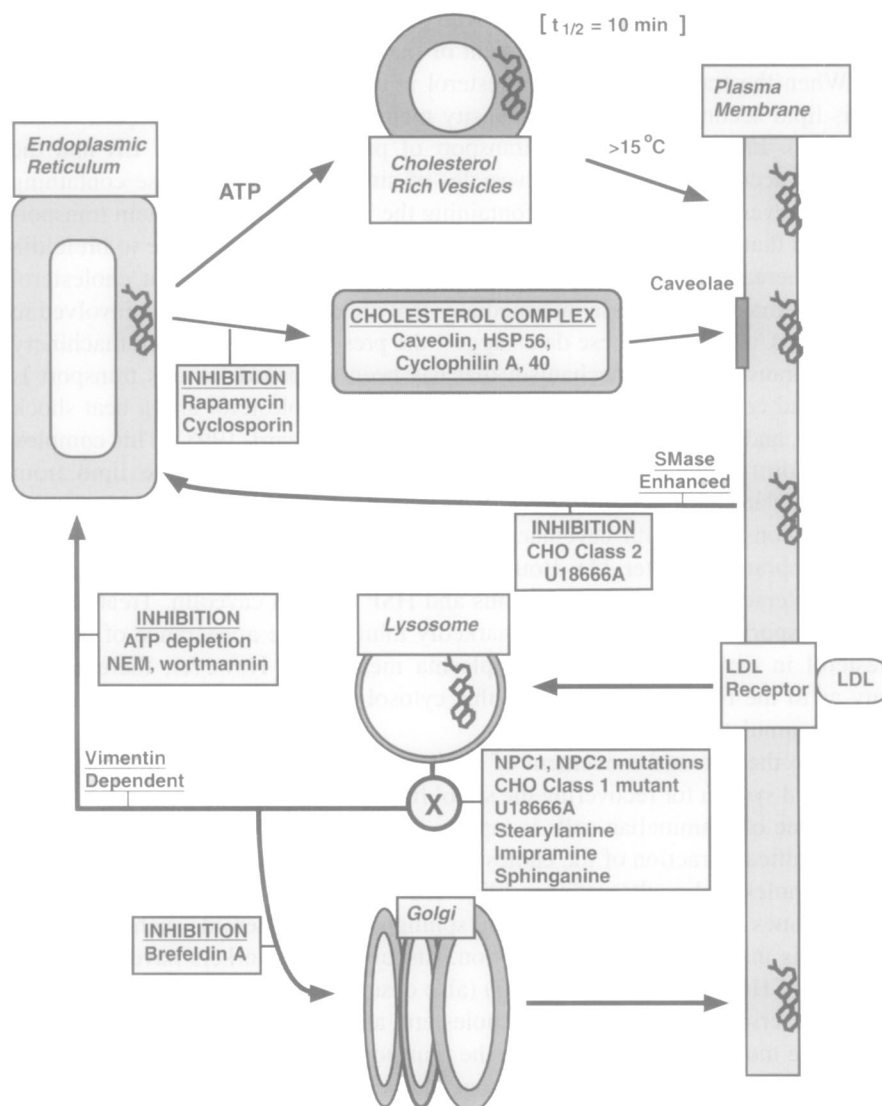 [ t 1/2 = 10 min ]
Plasma
Membrane
Endoplasmic
Reticulum
ATP
Cholesterol
Rich Vesicles
>15 °C
Caveolae
CHOLESTEROL COMPLEX
Caveolin, HSP56,
Cyclophilin A, 40
INHIBITION
Rapamycin
Cyclosporin
SMase
Enhanced
INHIBITION
CHO Class 2
U18666A
INHIBITION
ATP depletion
NEM, wortmannin
Lysosome
LDL
Receptor
LDL
Vimentin
Dependent
X
NPC1, NPC2 mutations
CHO Class 1 mutant
U18666A
Stearylamine
Imipramine
Sphinganine
INHIBITION
Brefeldin A
Golgi